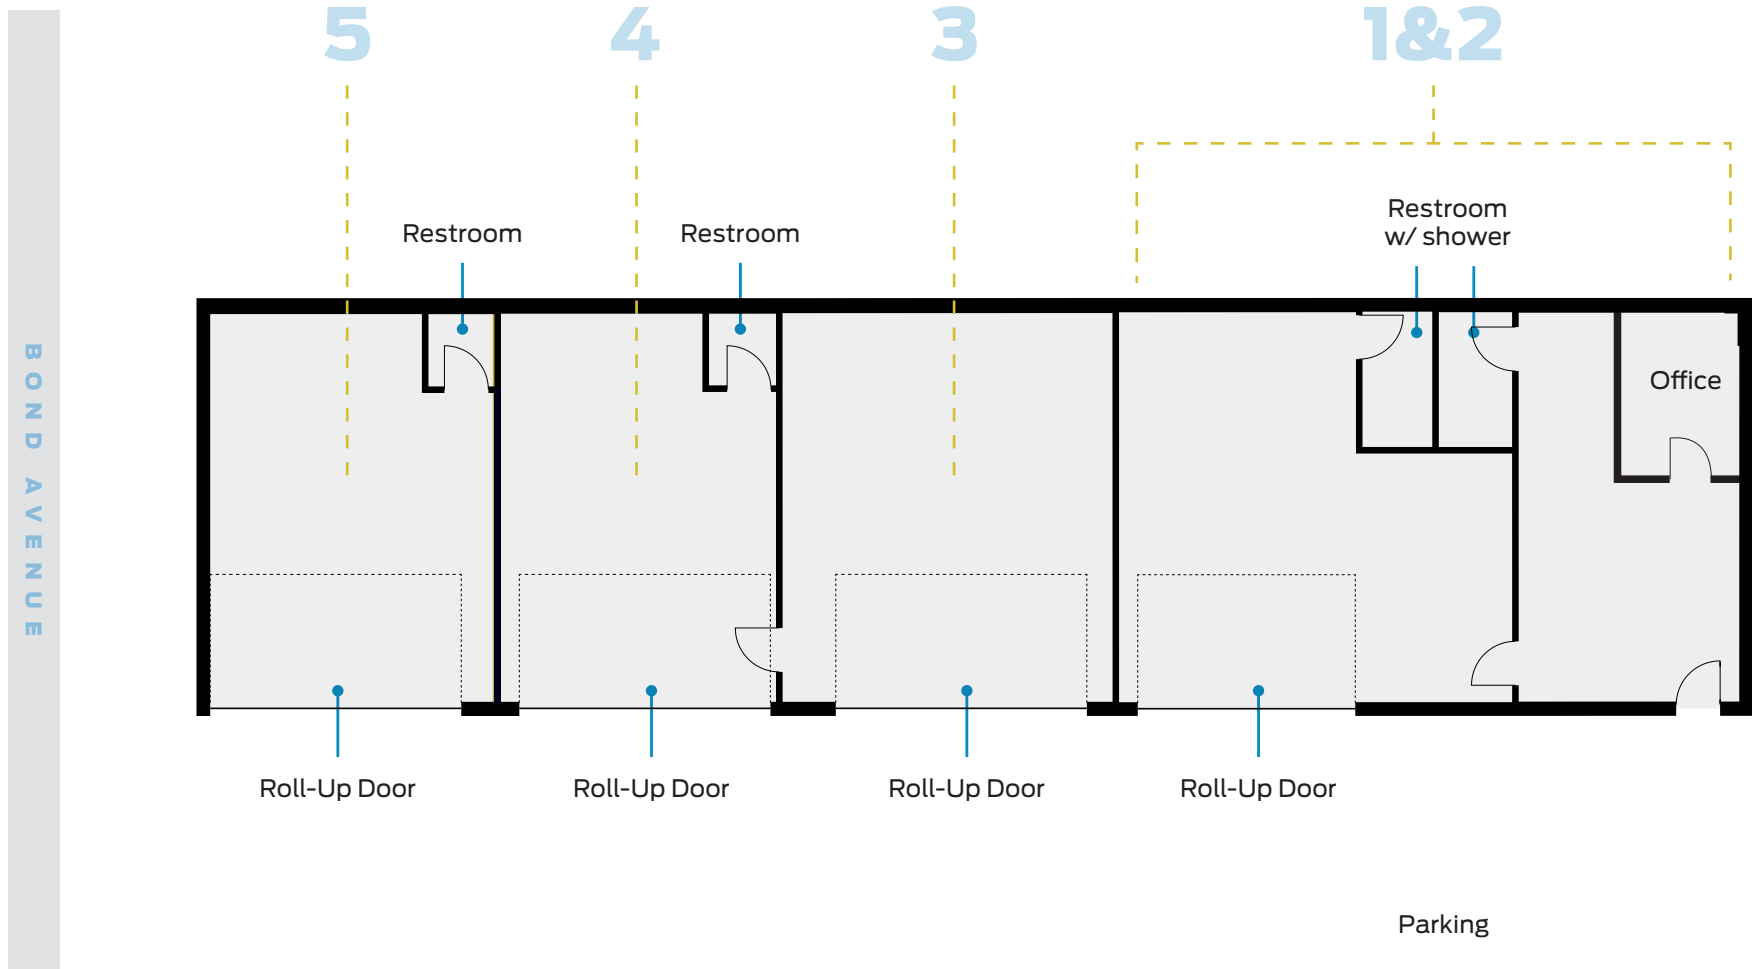 5
4
3
1&2
Restroom
Restroom
Restroom
w/ shower
Office
BOND AVENUE
Roll-Up Door
Roll-Up Door
Roll-Up Door
Roll-Up Door
Parking